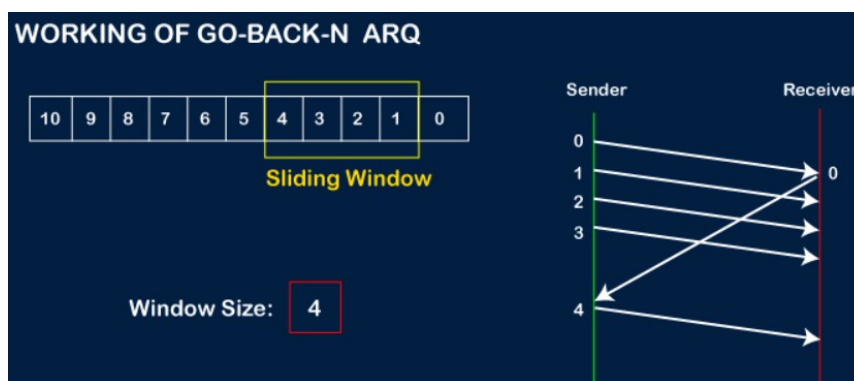 WORKING OF GO-BACK-N ARQ
10 9 8 7 6 5 4 3 2 1 0
Sliding Window
Window Size: 4
Sender Receiver
0
1 0
2
3
4